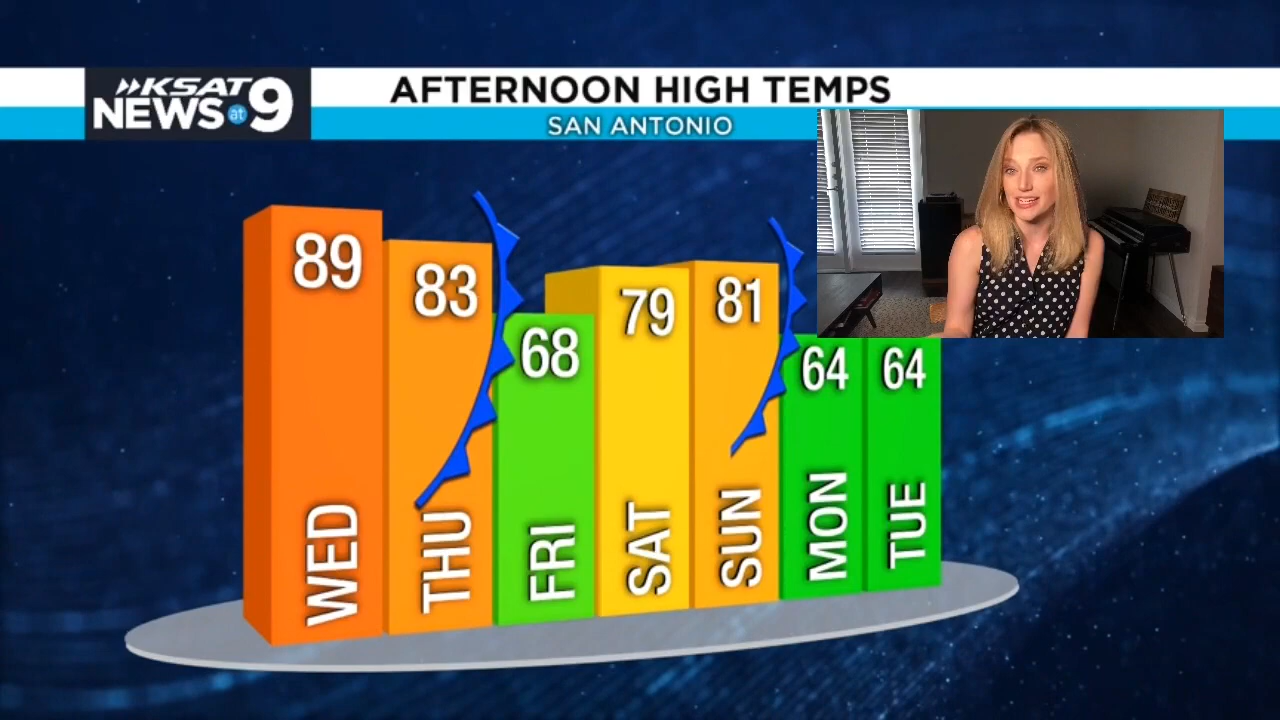 KSAT
NEWS at 9
AFTERNOON HIGH TEMPS
SAN ANTONIO
89
83
68
79
81
64
64
WED
THU
FRI
SAT
SUN
MON
TUE